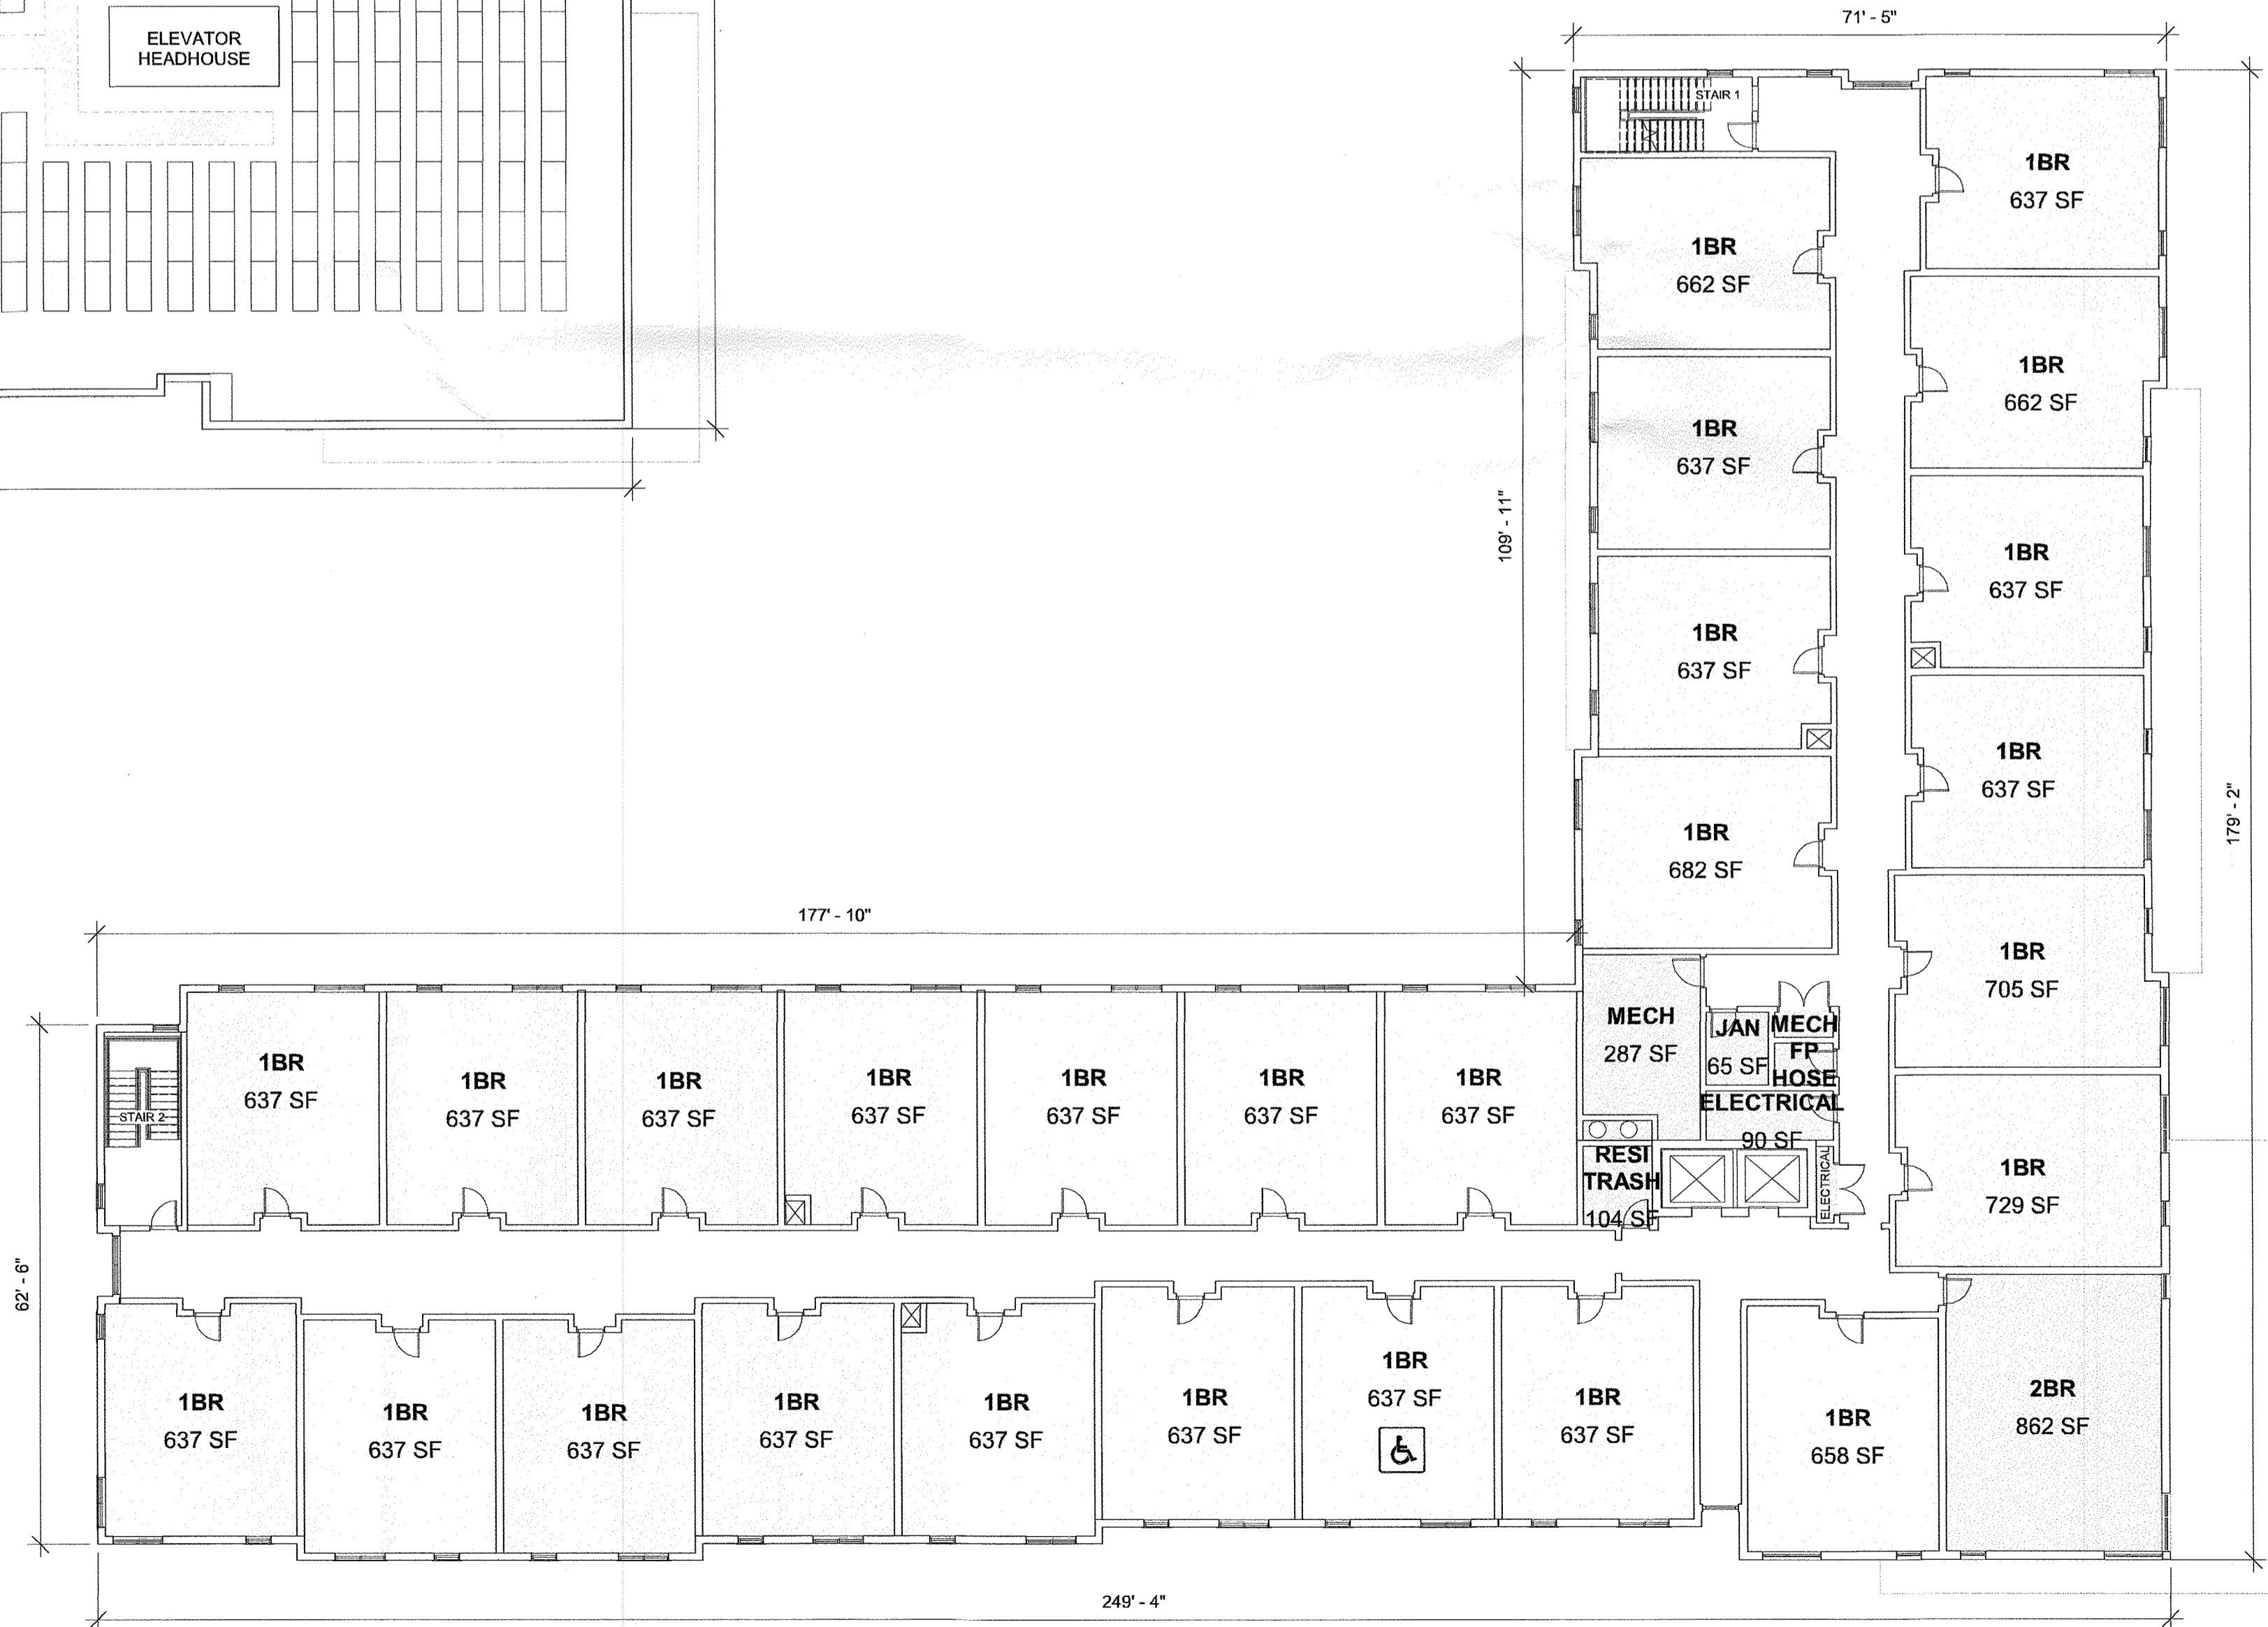 ELEVATOR
HEADHOUSE
71' - 5"
STAIR 1
1BR
637 SF
1BR
662 SF
1BR
662 SF
1BR
637 SF
109' - 11"
1BR
637 SF
1BR
637 SF
1BR
637 SF
179' - 2"
1BR
682 SF
177' - 10"
1BR
705 SF
MECH
287 SF
JAN
65 SF
MECH
FP
HOSE
ELECTRICAL
90 SF
1BR
637 SF
1BR
637 SF
1BR
637 SF
1BR
637 SF
1BR
637 SF
1BR
637 SF
1BR
637 SF
STAIR 2
RESI
TRASH
104 SF
ELECTRICAL
1BR
729 SF
62' - 6"
1BR
637 SF
1BR
637 SF
1BR
637 SF
1BR
637 SF
1BR
637 SF
1BR
637 SF
1BR
637 SF
1BR
637 SF
1BR
658 SF
2BR
862 SF
249' - 4"